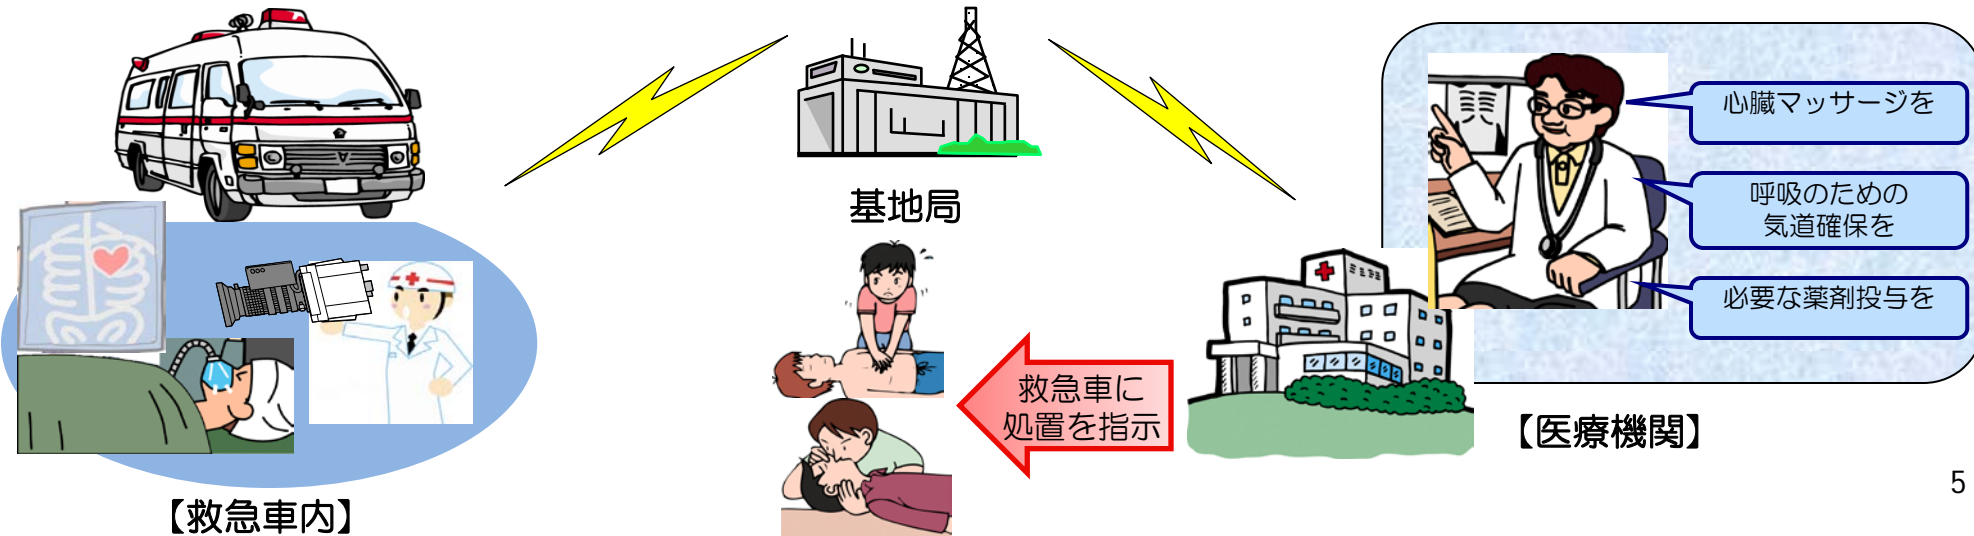 基地局
心臓マッサージを
呼吸のための
気道確保を
必要な薬剤投与を
救急車に
処置を指示
【医療機関】
【救急車内】
5